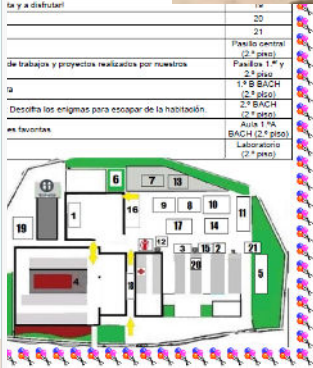 ta y a disfrutar!
19
20
21
Pasillo central
(2.º piso)
de trabajos y proyectos realizados por nuestros
Pasillos 1.º y
2.º piso
ra
1.º B BACH
(2.º piso)
Descifra los enigmas para escapar de la habitación.
2.º BACH
(2.º piso)
es favoritas
Aula 1.ºA
BACH (2.º piso)
Laboratorio
(2.º piso)
6
7
13
1
16
9
8
10
11
19
17
14
12
3
15
2
21
20
4
18
5